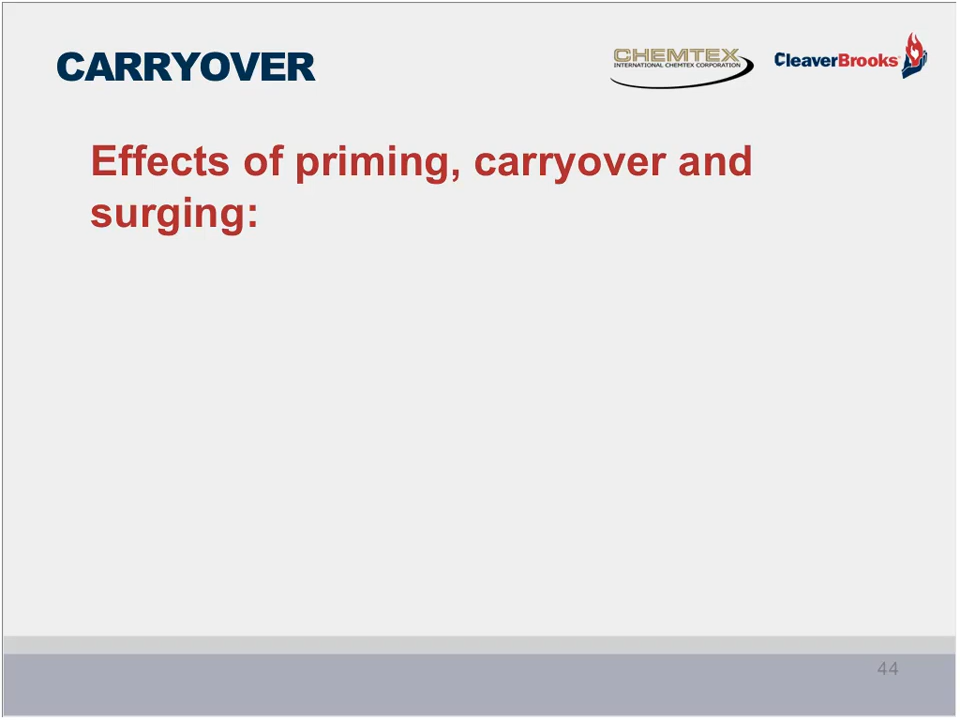 CARRYOVER
CHEMTEX
INTERNATIONAL CHEMTEX CORPORATION
CleaverBrooks
Effects of priming, carryover and
surging:
44